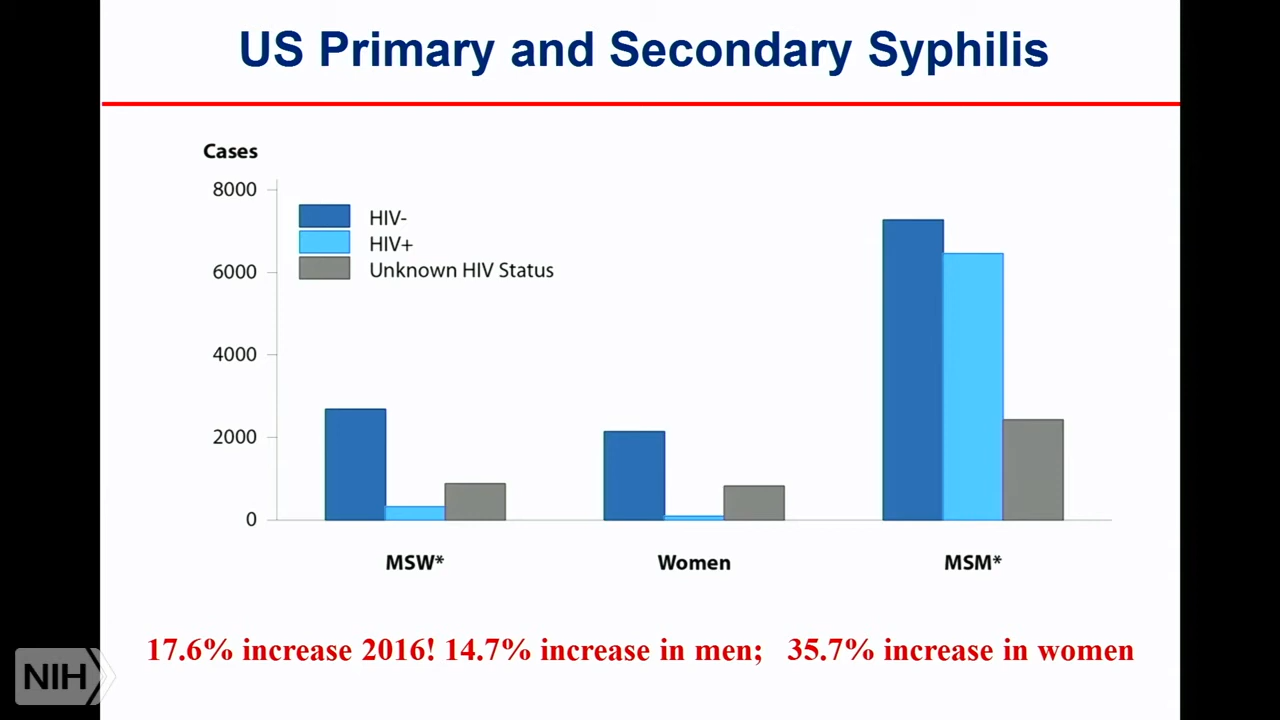 US Primary and Secondary Syphilis
Cases
8000
6000
4000
2000
0
HIV-
HIV+
Unknown HIV Status
MSW*
Women
MSM*
17.6% increase 2016! 14.7% increase in men; 35.7% increase in women
NIH